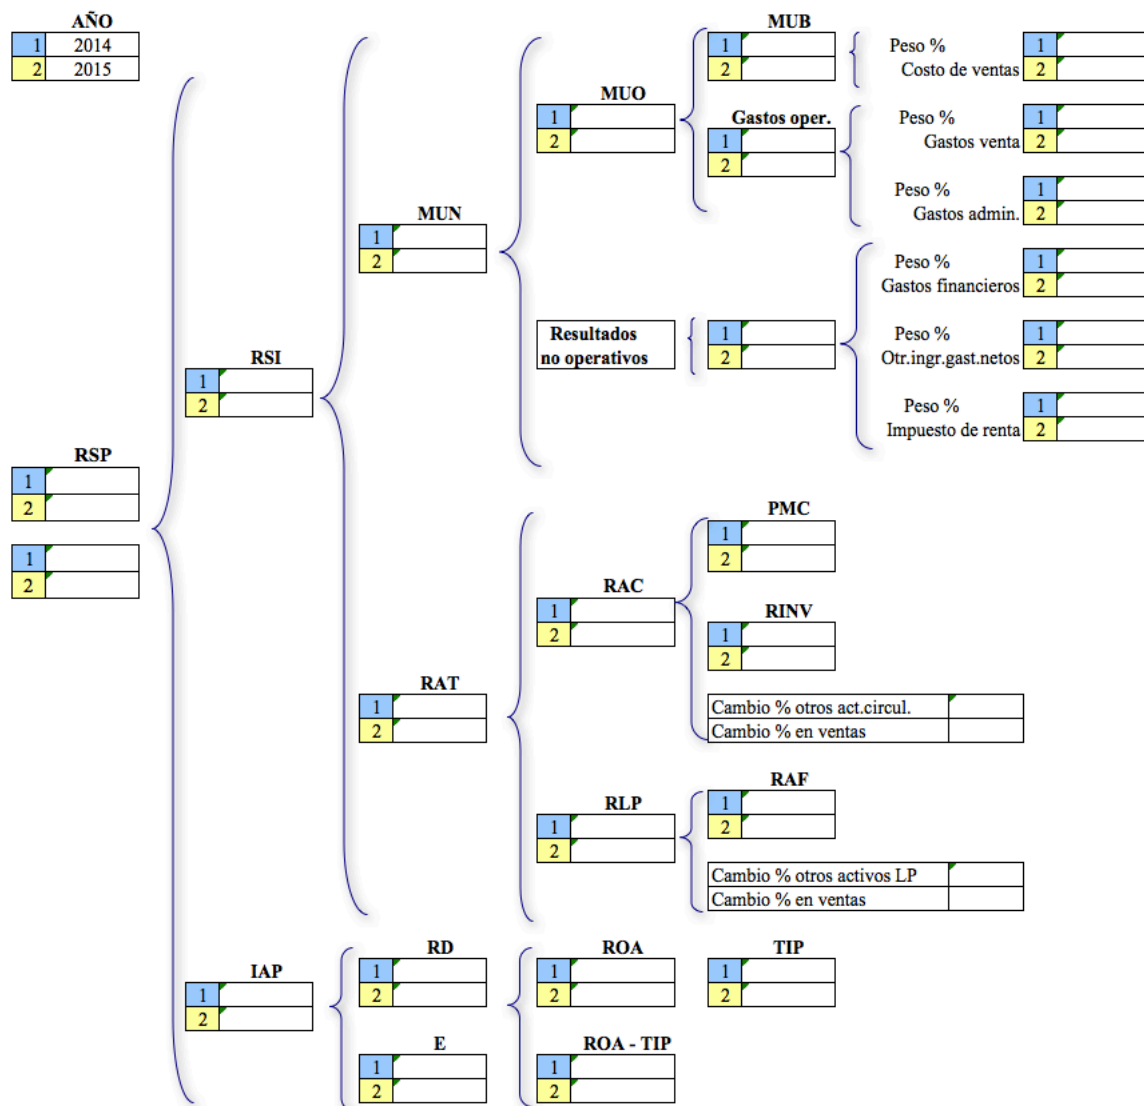 AÑO
1 2014
2 2015
MUB
1
2
Peso %
Costo de ventas
1
2
MUO
1
2
Gastos oper.
1
2
Peso %
Gastos venta
1
2
Peso %
Gastos admin.
1
2
MUN
1
2
Resultados
no operativos
1
2
Peso %
Gastos financieros
1
2
Peso %
Otr.ingr.gast.netos
1
2
Peso %
Impuesto de renta
1
2
RSI
1
2
RSP
1
2
1
2
PMC
1
2
RAC
1
2
RINV
1
2
RAT
1
2
Cambio % otros act.circul.
Cambio % en ventas
RLP
1
2
RAF
1
2
Cambio % otros activos LP
Cambio % en ventas
IAP
1
2
RD
1
2
ROA
1
2
TIP
1
2
E
1
2
ROA - TIP
1
2